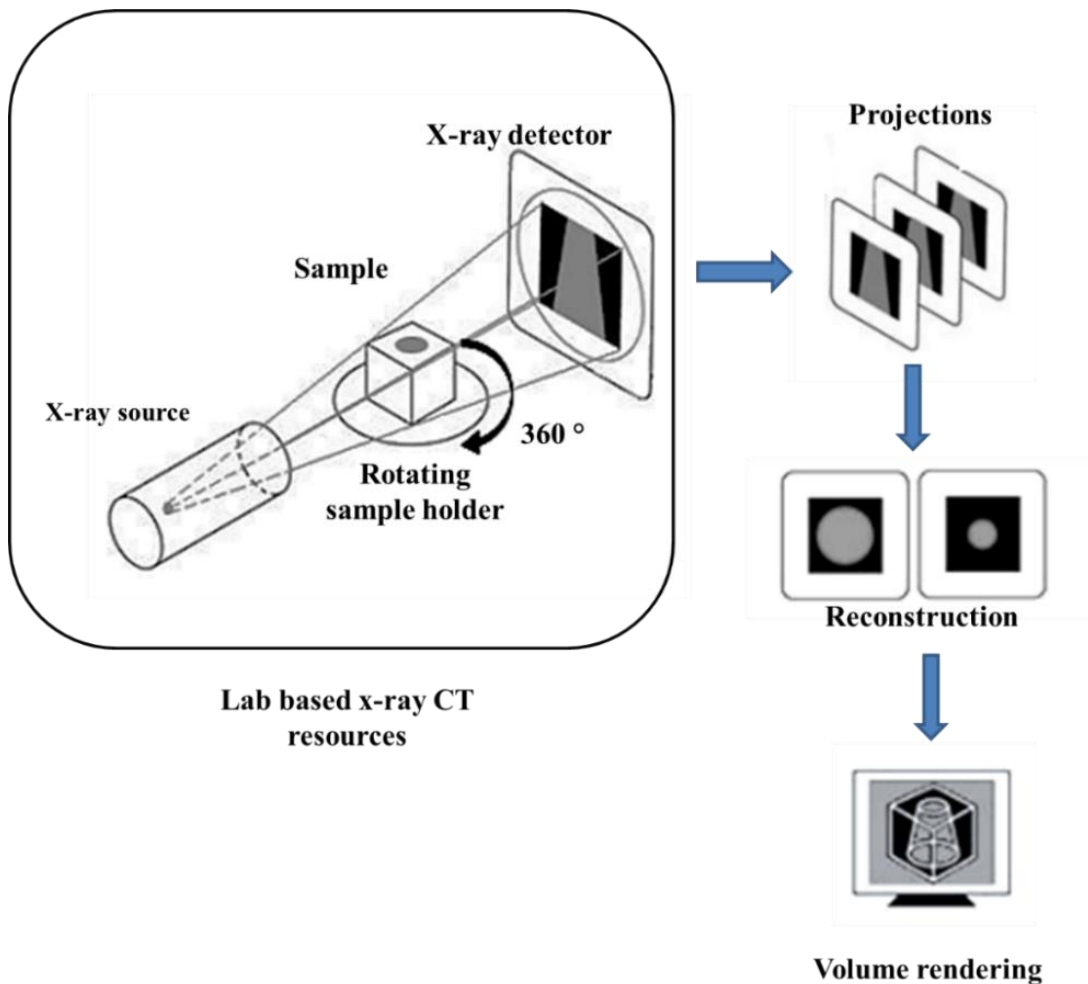 X-ray detector
Sample
X-ray source
360 °
Rotating
sample holder
Lab based x-ray CT
resources
Projections
Reconstruction
Volume rendering